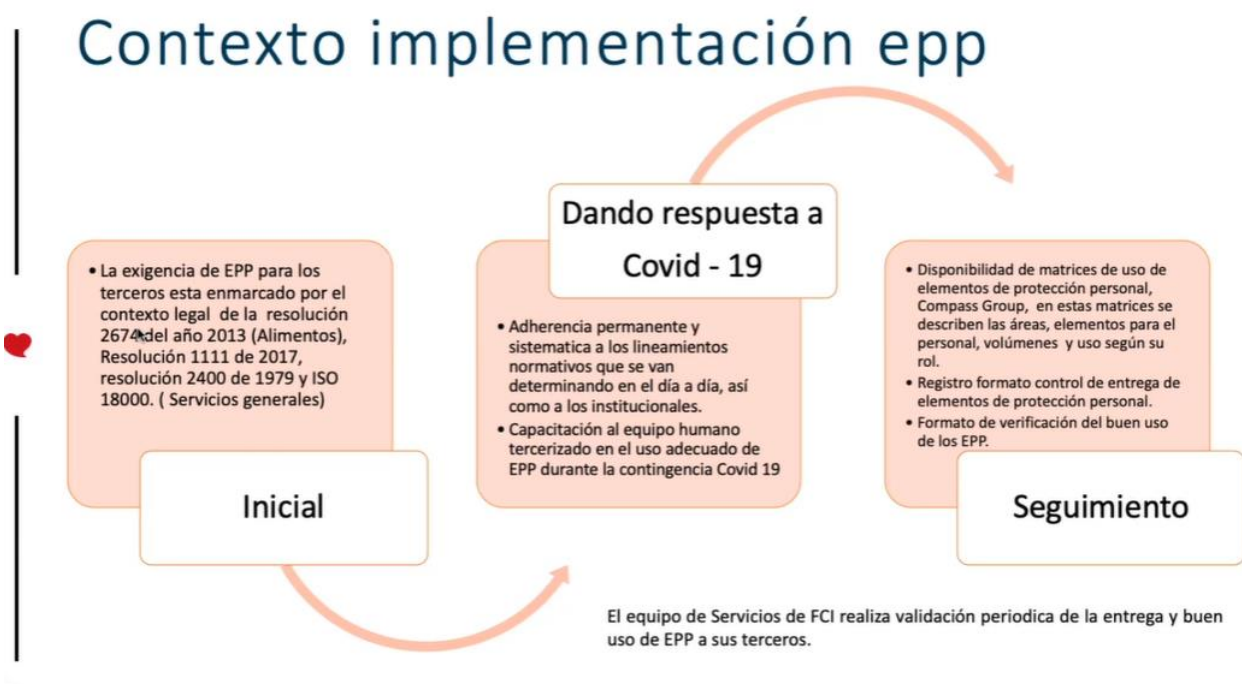 Contexto implementación epp
• La exigencia de EPP para los
terceros esta enmarcado por el
contexto legal de la resolución
2674 del año 2013 (Alimentos),
Resolución 1111 de 2017,
resolución 2400 de 1979 y ISO
18000. ( Servicios generales)
Inicial
Dando respuesta a
Covid - 19
• Adherencia permanente y
sistematica a los lineamientos
normativos que se van
determinando en el día a día, así
como a los institucionales.
• Capacitación al equipo humano
tercerizado en el uso adecuado de
EPP durante la contingencia Covid 19
• Disponibilidad de matrices de uso de
elementos de protección personal,
Compass Group, en estas matrices se
describen las áreas, elementos para el
personal, volúmenes y uso según su
rol.
• Registro formato control de entrega de
elementos de protección personal.
• Formato de verificación del buen uso
de los EPP.
Seguimiento
El equipo de Servicios de FCI realiza validación periodica de la entrega y buen
uso de EPP a sus terceros.